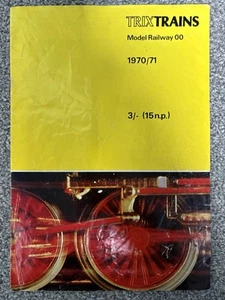 TRIXTRAINS
Model Railway 00
1970/71
3/- (15n.p.)